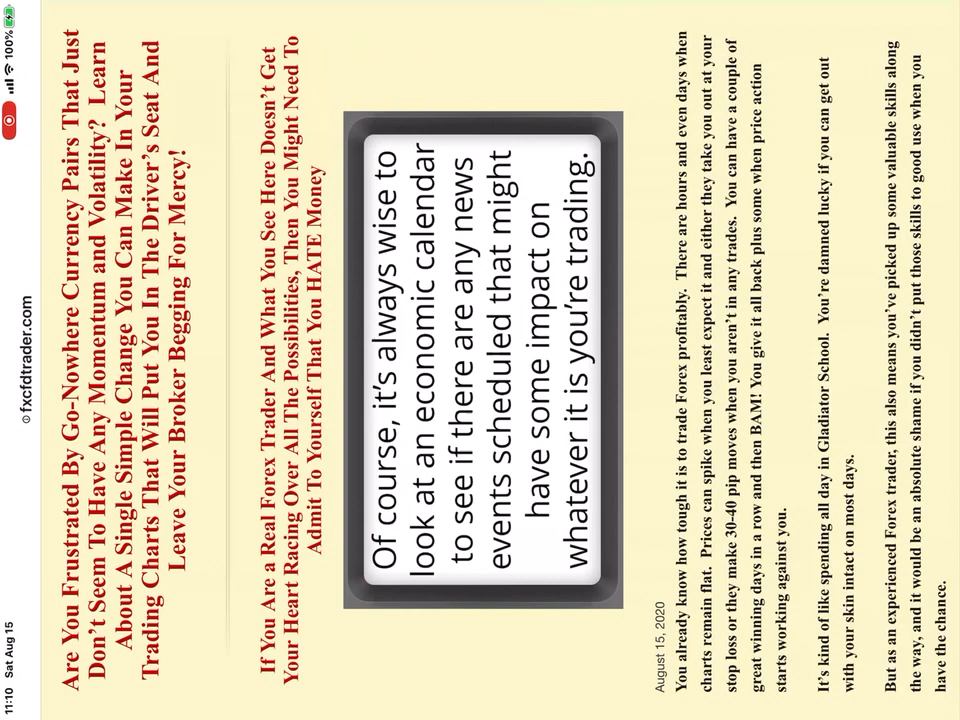 11:10 Sat Aug 15
fxcfdtrader.com
100%
Are You Frustrated By Go-Nowhere Currency Pairs That Just
Don't Seem To Have Any Momentum and Volatility? Learn
About A Single Simple Change You Can Make In Your
Trading Charts That Will Put You In The Driver's Seat And
Leave Your Broker Begging For Mercy!
If You Are a Real Forex Trader And What You See Here Doesn't Get
Your Heart Racing Over All The Possibilities, Then You Might Need To
Admit To Yourself That You HATE Money
Of course, it's always wise to
look at an economic calendar
to see if there are any news
events scheduled that might
have some impact on
whatever it is you're trading.
August 15, 2020
You already know how tough it is to trade Forex profitably. There are hours and even days when
charts remain flat. Prices can spike when you least expect it and either they take you out at your
stop loss or they make 30-40 pip moves when you aren't in any trades. You can have a couple of
great winning days in a row and then BAM! You give it all back plus some when price action
starts working against you.
It's kind of like spending all day in Gladiator School. You're damned lucky if you can get out
with your skin intact on most days.
But as an experienced Forex trader, this also means you've picked up some valuable skills along
the way, and it would be an absolute shame if you didn't put those skills to good use when you
have the chance.